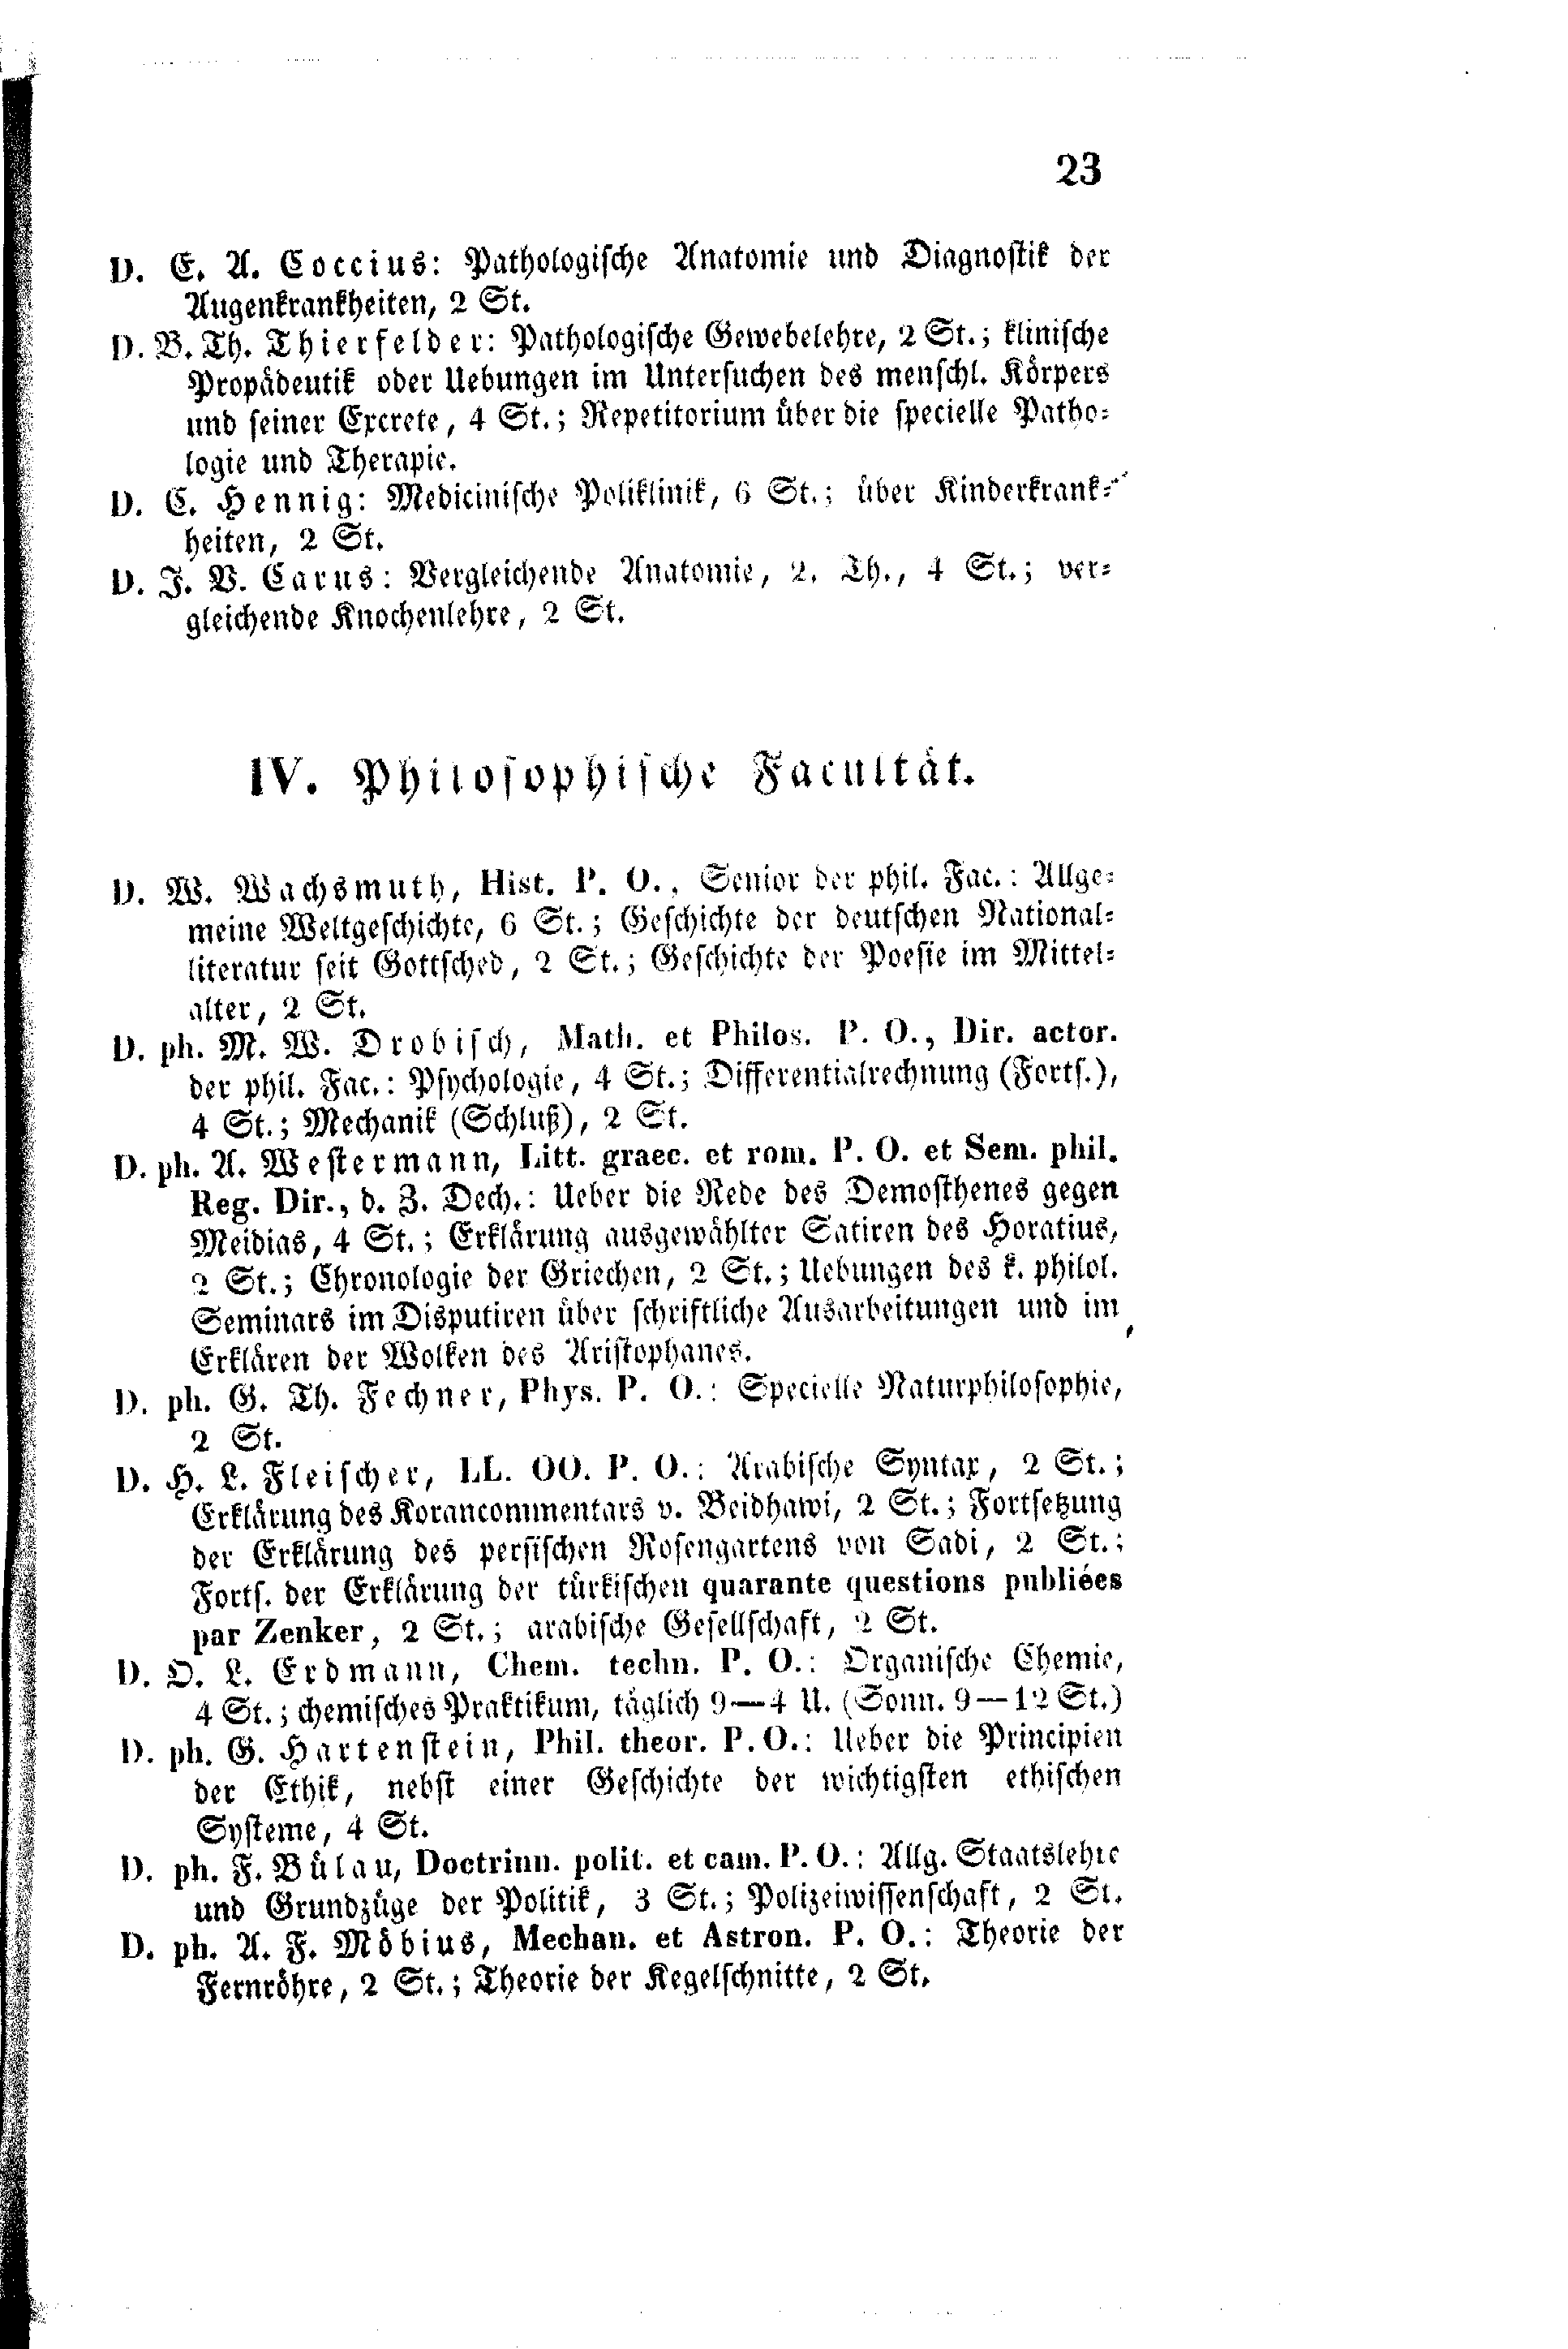 23
D. E. A. Coccius: Pathologische Anatomie und Diagnostik der
Augenkrankheiten, 2 St.
D. B. Th. Thierfelder: Pathologische Gewebelehre, 2 St.; klinische
Propädeutik oder Uebungen im Untersuchen des menschl. Körpers
und seiner Excrete, 4 St.; Repetitorium über die specielle Patho-
logie und Therapie.
D. C. Hennig: Medicinische Poliklinik, 6 St.; über Kinderkrank-
heiten, 2 St.
D. J. V. Carus: Vergleichende Anatomie, 2. Th., 4 St.; ver-
gleichende Knochenlehre, 2 St.
IV. Philosophische Facultät.
D. W. Wachsmuth, Hist. P. O., Senior der phil. Fac.: Allge-
meine Weltgeschichte, 6 St.; Geschichte der deutschen National-
literatur seit Gottsched, 2 St.; Geschichte der Poesie im Mittel-
alter, 2 St.
D. ph. M. W. Drobisch, Math. et Philos. P. O., Dir. actor.
der phil. Fac.: Psychologie, 4 St.; Differentialrechnung (Forts.),
4 St.; Mechanik (Schluß), 2 St.
D. ph. A. Westermann, Litt. graec. et rom. P. O. et Sem. phil.
Reg. Dir., d. Z. Dech.: Ueber die Rede des Demosthenes gegen
Meidias, 4 St.; Erklärung ausgewählter Satiren des Horatius,
2 St.; Chronologie der Griechen, 2 St.; Uebungen des k. philol.
Seminars im Disputiren über schriftliche Ausarbeitungen und im
Erklären der Wolken des Aristophanes.
D. ph. G. Th. Fechner, Phys. P. O.: Specielle Naturphilosophie,
2 St.
D. H. L. Fleischer, LL. OO. P. O.: Arabische Syntax, 2 St.;
Erklärung des Korancommentars v. Beidhawi, 2 St.; Fortsetzung
der Erklärung des persischen Rosengartens von Sadi, 2 St.;
Forts. der Erklärung der türkischen quarante questions publiées
par Zenker, 2 St.; arabische Gesellschaft, 2 St.
D. O. L. Erdmann, Chem. techn. P. O.: Organische Chemie,
4 St.; chemisches Praktikum, täglich 9—4 U. (Sonn. 9—12 St.)
D. ph. G. Hartenstein, Phil. theor. P. O.: Ueber die Principien
der Ethik, nebst einer Geschichte der wichtigsten ethischen
Systeme, 4 St.
D. ph. F. Bülau, Doctrinn. polit. et cam. P. O.: Allg. Staatslehre
und Grundzüge der Politik, 3 St.; Polizeiwissenschaft, 2 St.
D. ph. A. F. Möbius, Mechan. et Astron. P. O.: Theorie der
Fernröhre, 2 St.; Theorie der Kegelschnitte, 2 St.